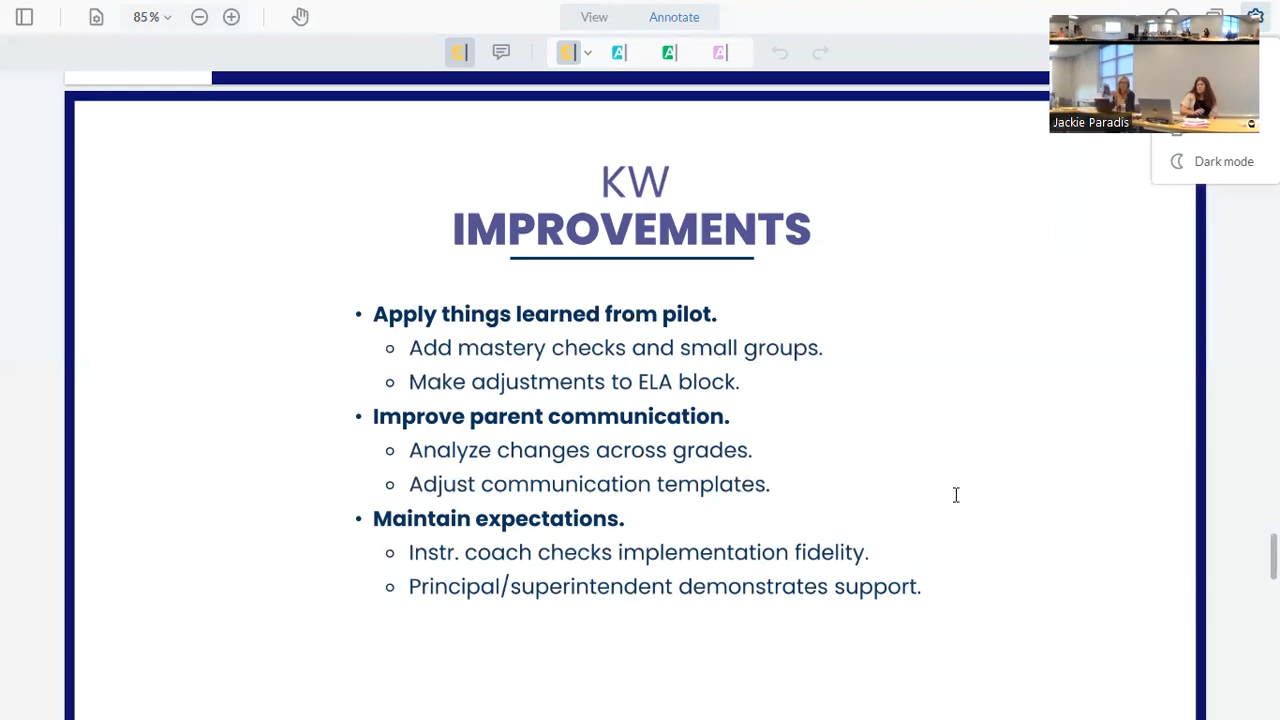 85%
View
Annotate
Jackie Paradis
Dark mode
KW
IMPROVEMENTS
• Apply things learned from pilot.
◦ Add mastery checks and small groups.
◦ Make adjustments to ELA block.
• Improve parent communication.
◦ Analyze changes across grades.
◦ Adjust communication templates.
• Maintain expectations.
◦ Instr. coach checks implementation fidelity.
◦ Principal/superintendent demonstrates support.